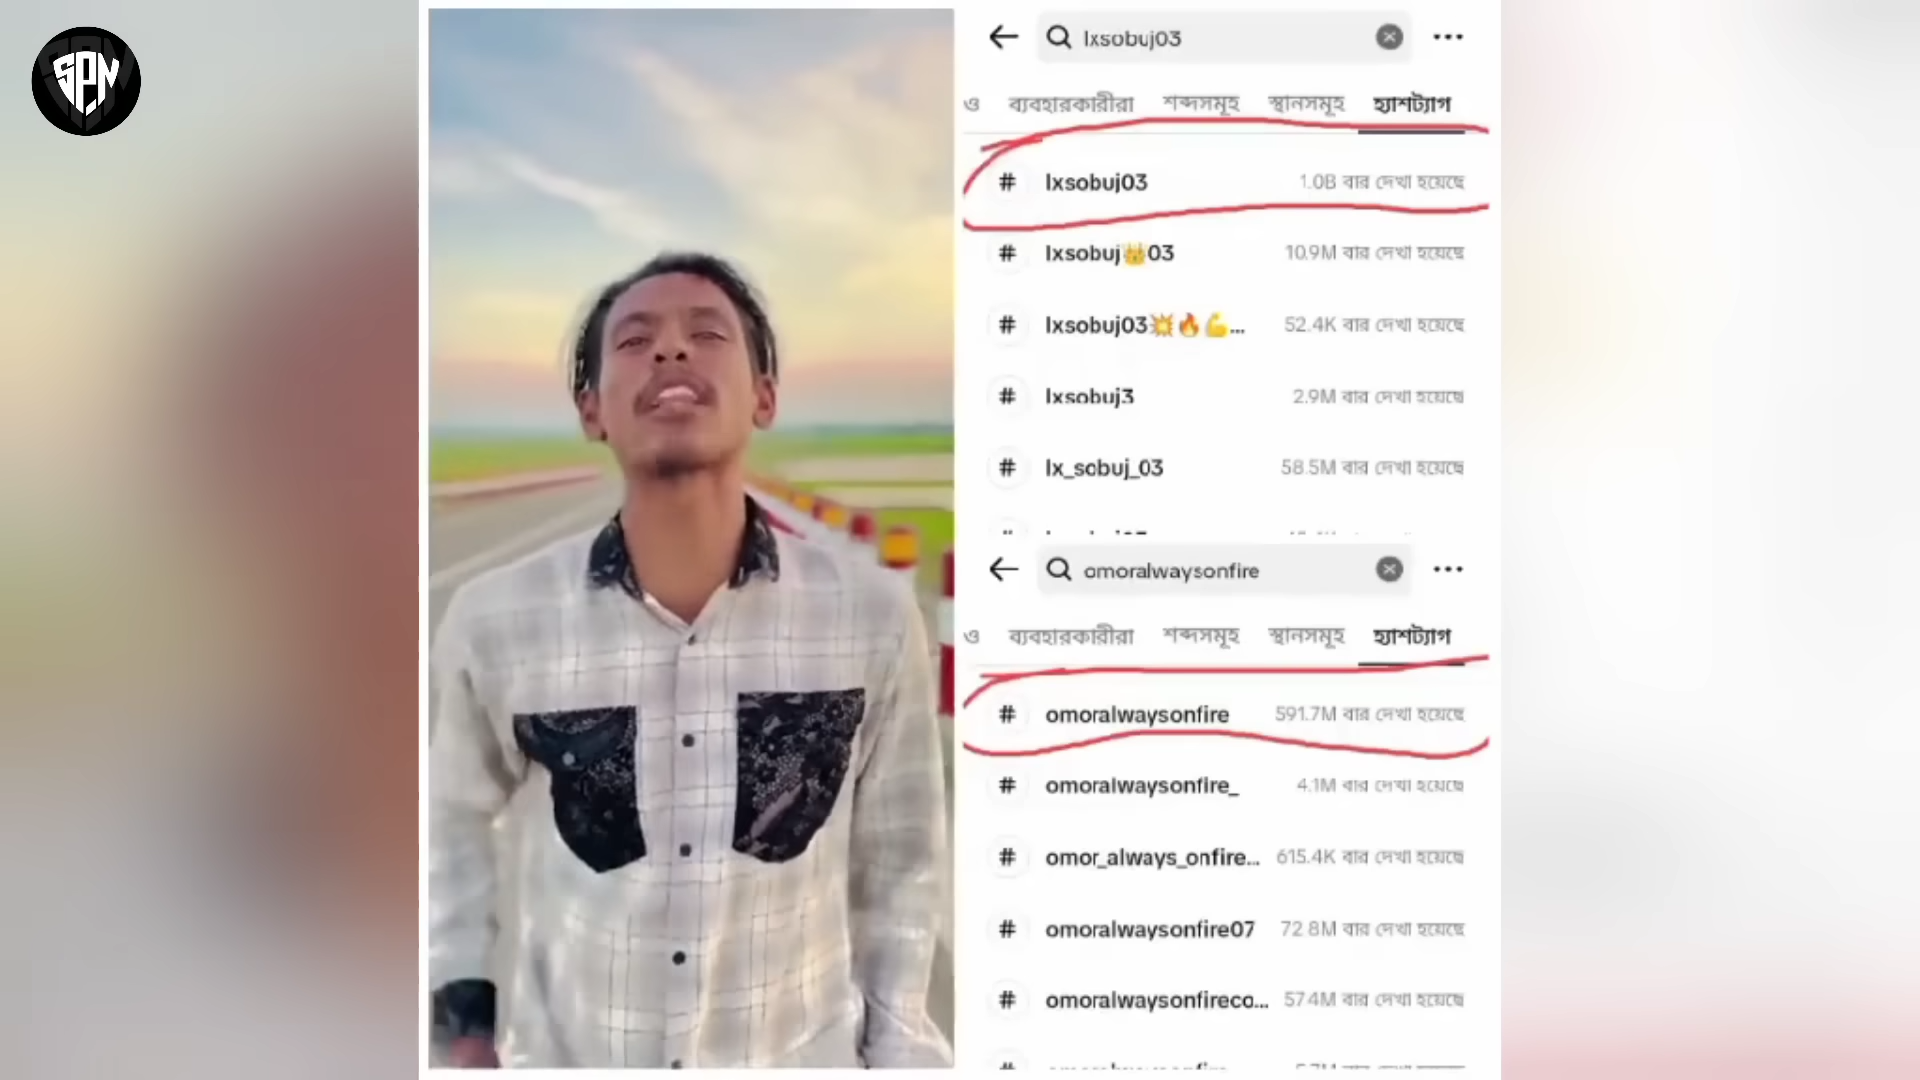 SPN
lxsobuj03
ও ব্যবহারকারীরা শব্দসমূহ স্থানসমূহ হ্যাশট্যাগ
# lxsobuj03 1.0B বার দেখা হয়েছে
# lxsobuj👑03 10.9M বার দেখা হয়েছে
# lxsobuj03💥🔥💪... 52.4K বার দেখা হয়েছে
# lxsobuj3 2.9M বার দেখা হয়েছে
# lx_sobuj_03 58.5M বার দেখা হয়েছে
omoralwaysonfire
ও ব্যবহারকারীরা শব্দসমূহ স্থানসমূহ হ্যাশট্যাগ
# omoralwaysonfire 591.7M বার দেখা হয়েছে
# omoralwaysonfire_ 4.1M বার দেখা হয়েছে
# omor_always_onfire... 615.4K বার দেখা হয়েছে
# omoralwaysonfire07 72.8M বার দেখা হয়েছে
# omoralwaysonfireco... 57.4M বার দেখা হয়েছে